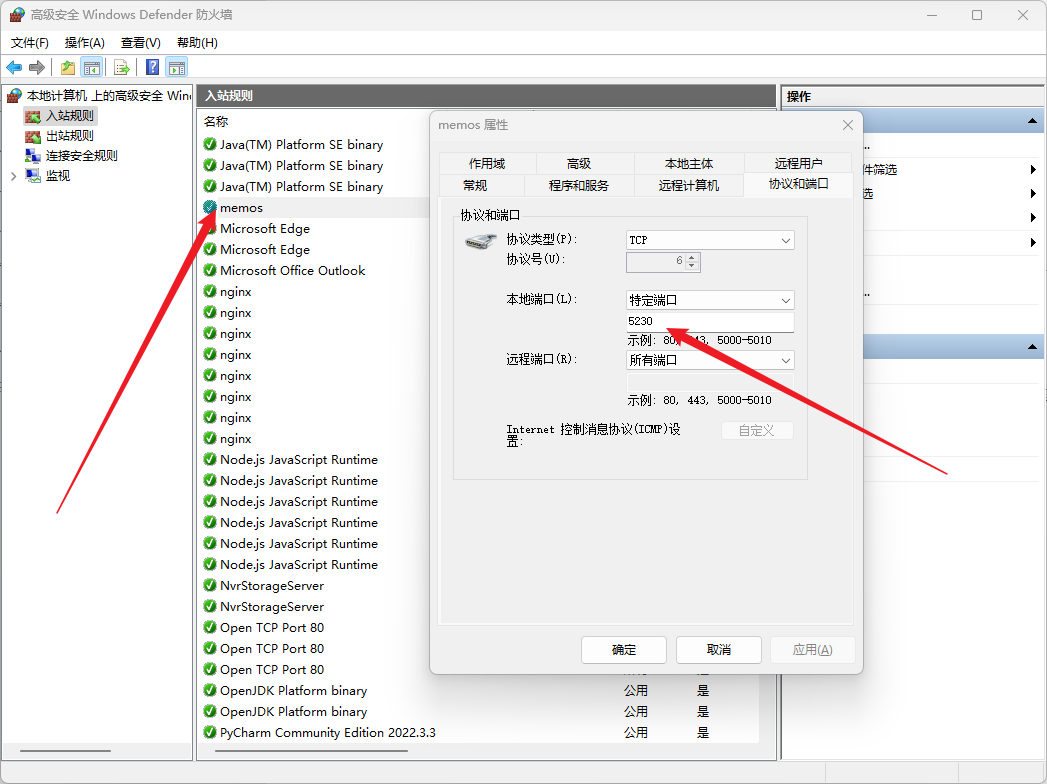 高级安全 Windows Defender 防火墙
文件(F) 操作(A) 查看(V) 帮助(H)
本地计算机 上的高级安全 Win
入站规则
出站规则
连接安全规则
监视
入站规则
名称
Java(TM) Platform SE binary
Java(TM) Platform SE binary
Java(TM) Platform SE binary
memos
Microsoft Edge
Microsoft Edge
Microsoft Office Outlook
nginx
nginx
nginx
nginx
nginx
nginx
nginx
nginx
Node.js JavaScript Runtime
Node.js JavaScript Runtime
Node.js JavaScript Runtime
Node.js JavaScript Runtime
Node.js JavaScript Runtime
Node.js JavaScript Runtime
NvrStorageServer
NvrStorageServer
Open TCP Port 80
Open TCP Port 80
Open TCP Port 80
OpenJDK Platform binary 公用 是
OpenJDK Platform binary 公用 是
PyCharm Community Edition 2022.3.3 公用 是
memos 属性
作用域 高级 本地主体 远程用户
常规 程序和服务 远程计算机 协议和端口
协议和端口
协议类型(P): TCP
协议号(U): 6
本地端口(L): 特定端口
5230
示例: 80, 443, 5000-5010
远程端口(R): 所有端口
示例: 80, 443, 5000-5010
Internet 控制消息协议(ICMP)设
置:
自定义
确定 取消 应用(A)
操作
...
件筛选
选
...